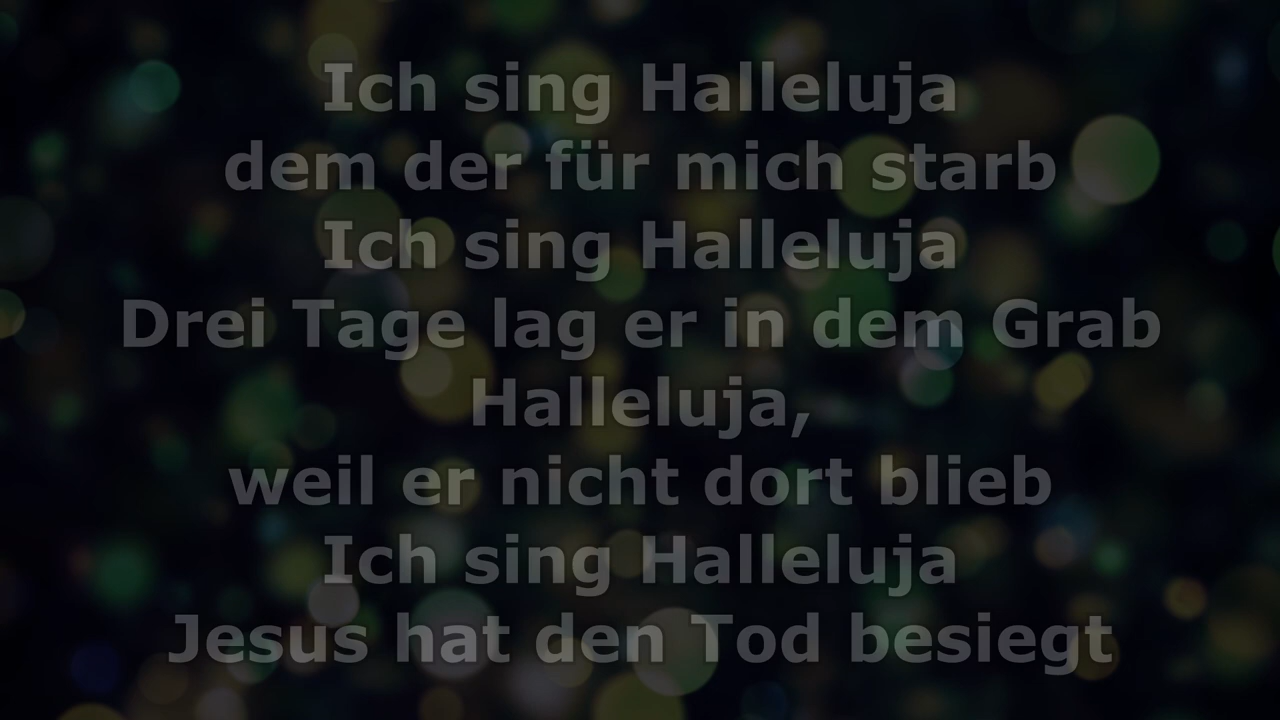 Ich sing Halleluja
dem der für mich starb
Ich sing Halleluja
Drei Tage lag er in dem Grab
Halleluja,
weil er nicht dort blieb
Ich sing Halleluja
Jesus hat den Tod besiegt